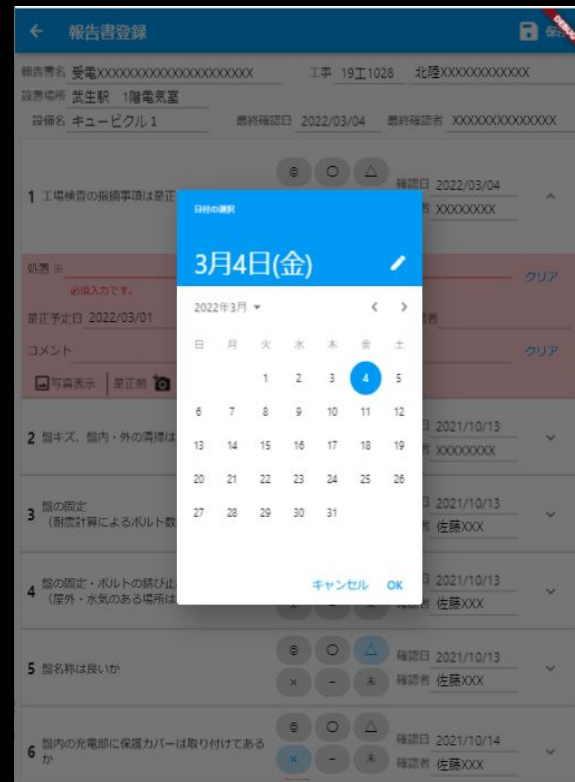 報告書登録
保存
DEBUG
報告書名 受電XXXXXXXXXXXXXXXXXXXXXX 工事 19工1028 北陸XXXXXXXXXXXX
設置場所 武生駅 1階電気室
設備名 キュービクル1 最終確認日 2022/03/04 最終確認者 XXXXXXXXXXXXXX
◎ ○ △
1 工場検査の指摘事項は是正
確認日 2022/03/04
XXXXXXXX
処置 ※ クリア
必須入力です。
是正予定日 2022/03/01
コメント クリア
写真表示 是正前
日付の選択
3月4日(金)
2022年3月
日 月 火 水 木 金 土
1 2 3 4 5
6 7 8 9 10 11 12
13 14 15 16 17 18 19
20 21 22 23 24 25 26
27 28 29 30 31
キャンセル OK
2 盤キズ、盤内・外の清掃は
2021/10/13
XXXXXXXX
3 盤の固定
(耐震計算によるボルト数
2021/10/13
佐藤XXX
4 盤の固定・ボルトの錆び止
(屋外・水気のある場所は
2021/10/13
確認者 佐藤XXX
◎ ○ △
5 盤名称は良いか
確認日 2021/10/13
× − 未 確認者 佐藤XXX
◎ ○ △
6 盤内の充電部に保護カバーは取り付けてある
か
確認日 2021/10/14
× − 未 確認者 佐藤XXX